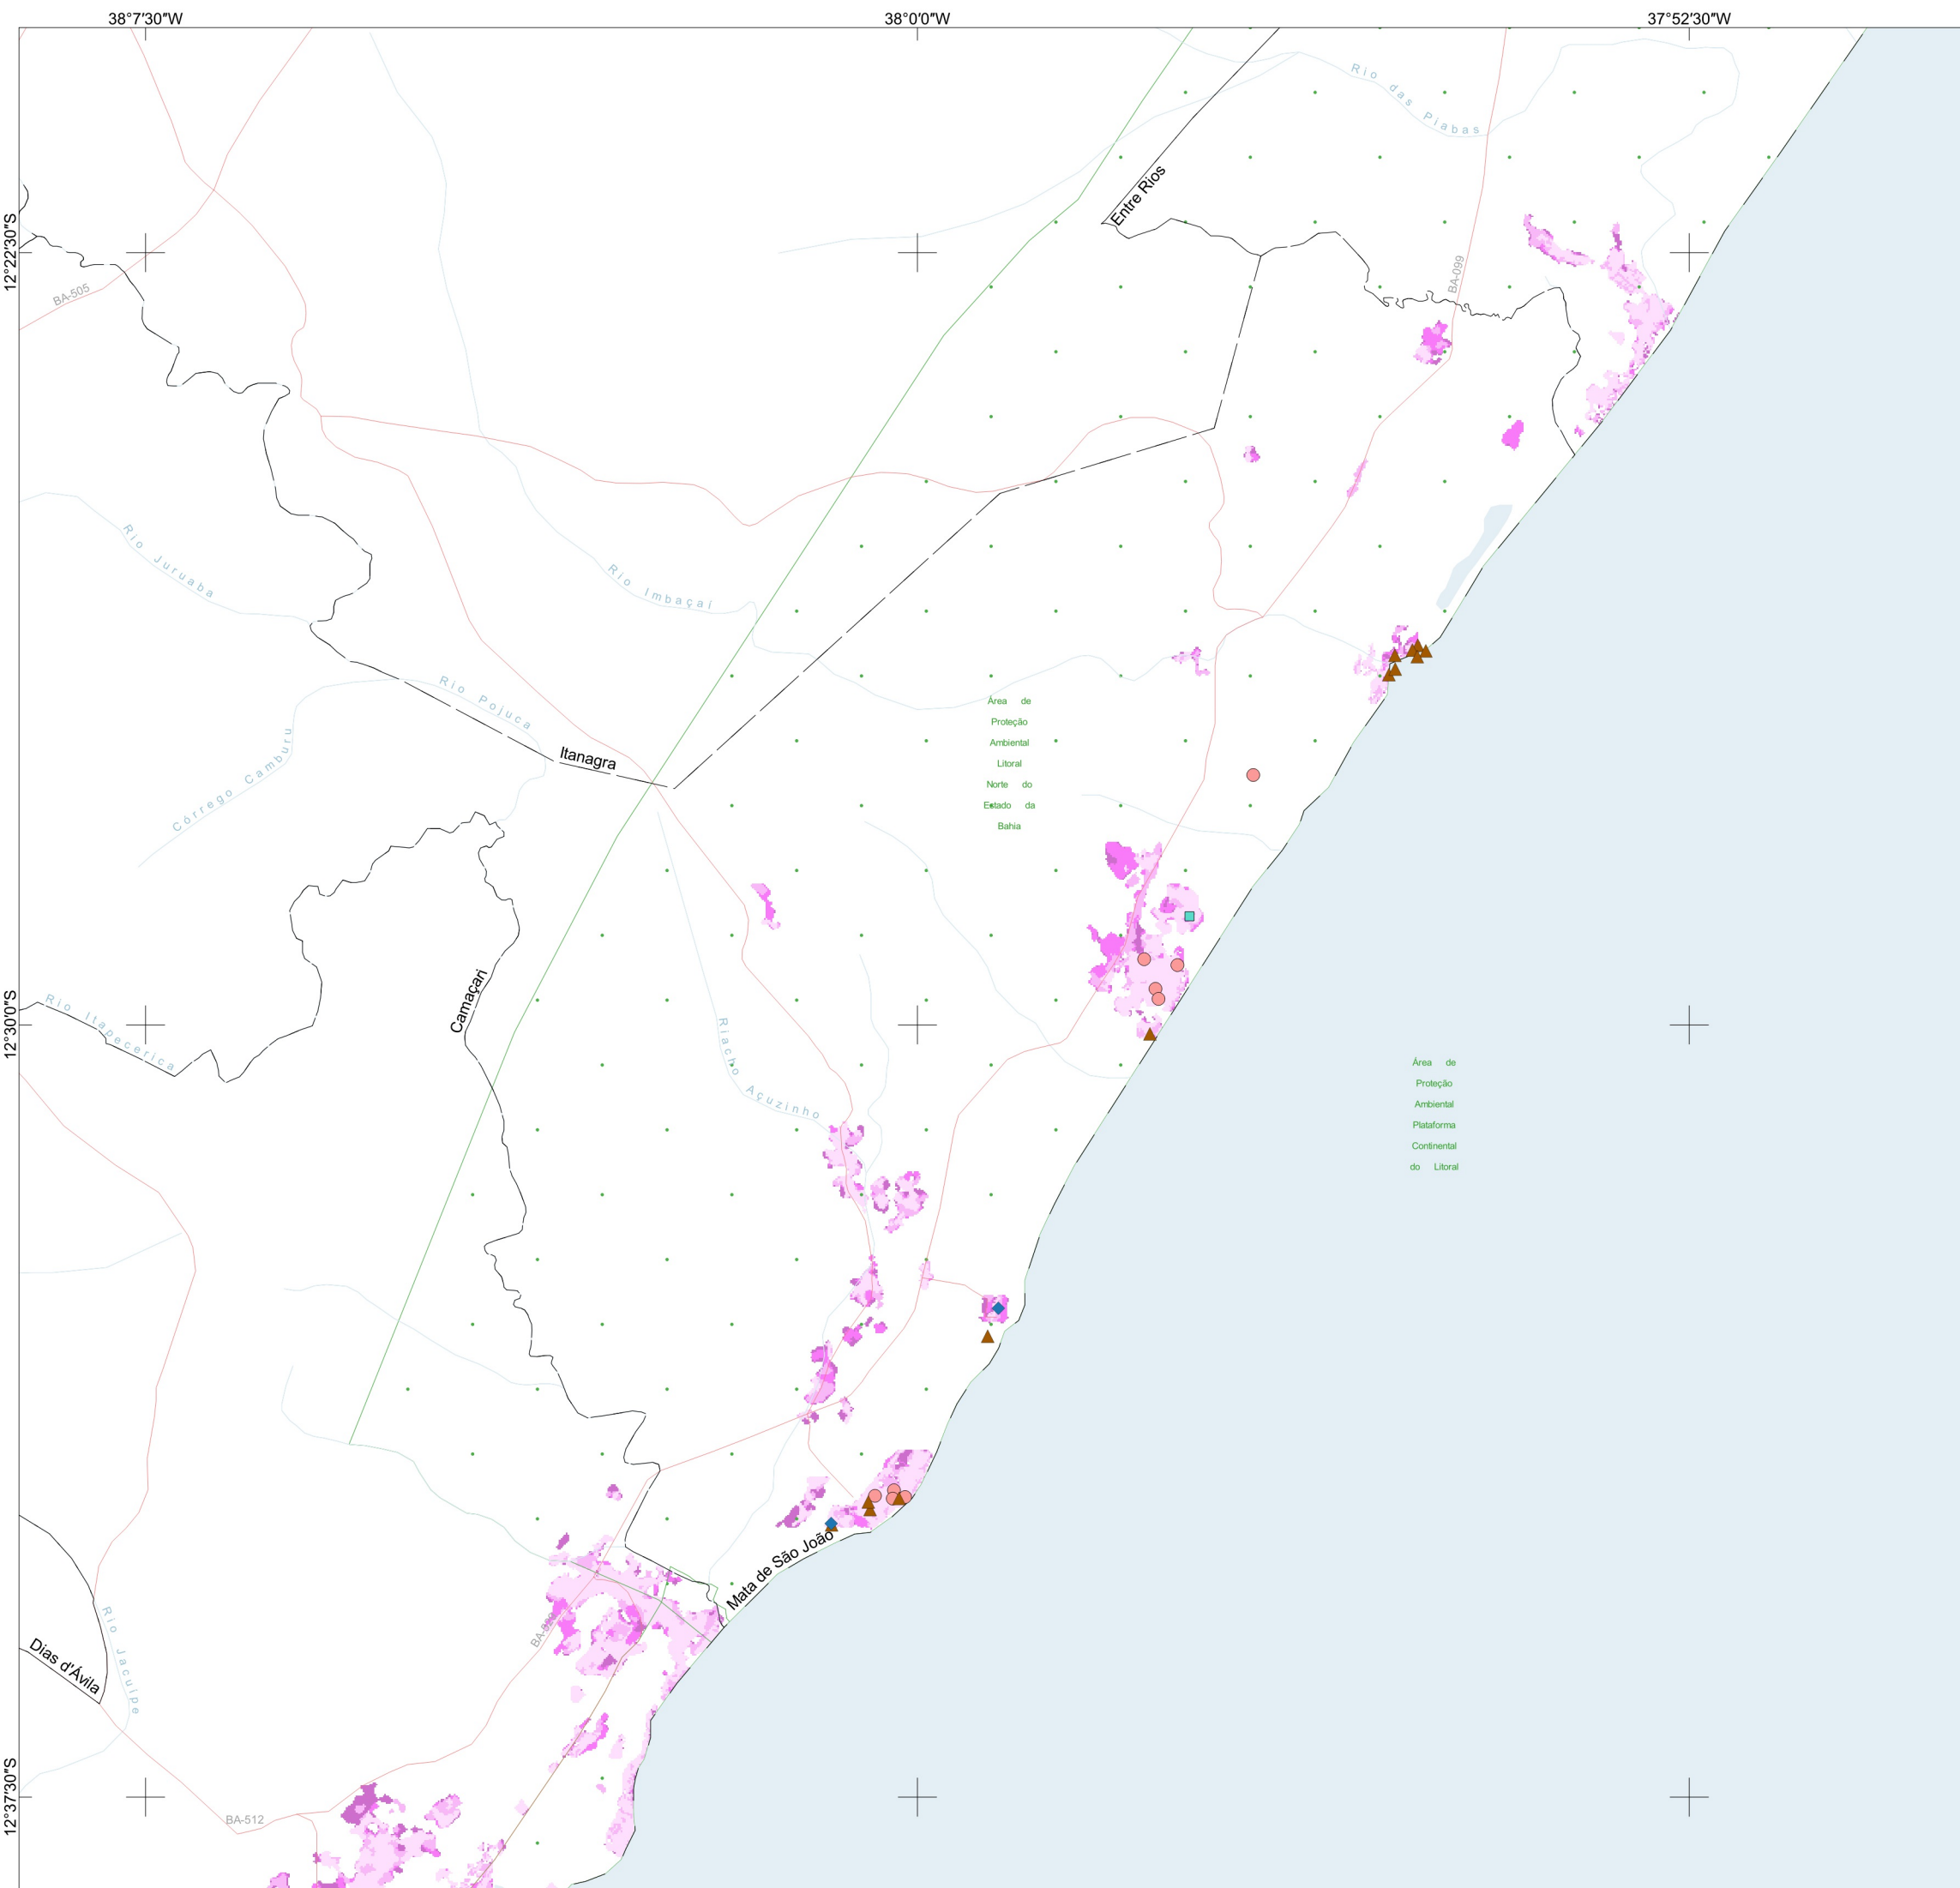 38°7'30"W
38°0'0"W
37°52'30"W
Rio das Piabas
Entre Rios
12°22'30"S
BA-505
BA-099
Rio Juruaba
Rio Imbaçai
Rio Pojuca
Área de
Proteção
Ambiental
Litoral
Norte do
Estado da
Bahia
Córrego Camburu
Itanagra
Camaçari
12°30'0"S
Rio Itapecerica
Riacho Açuzinho
Área de
Proteção
Ambiental
Plataforma
Continental
do Litoral
Mata de São João
Dias d'Ávila
Rio Jacuipe
12°37'30"S
BA-512